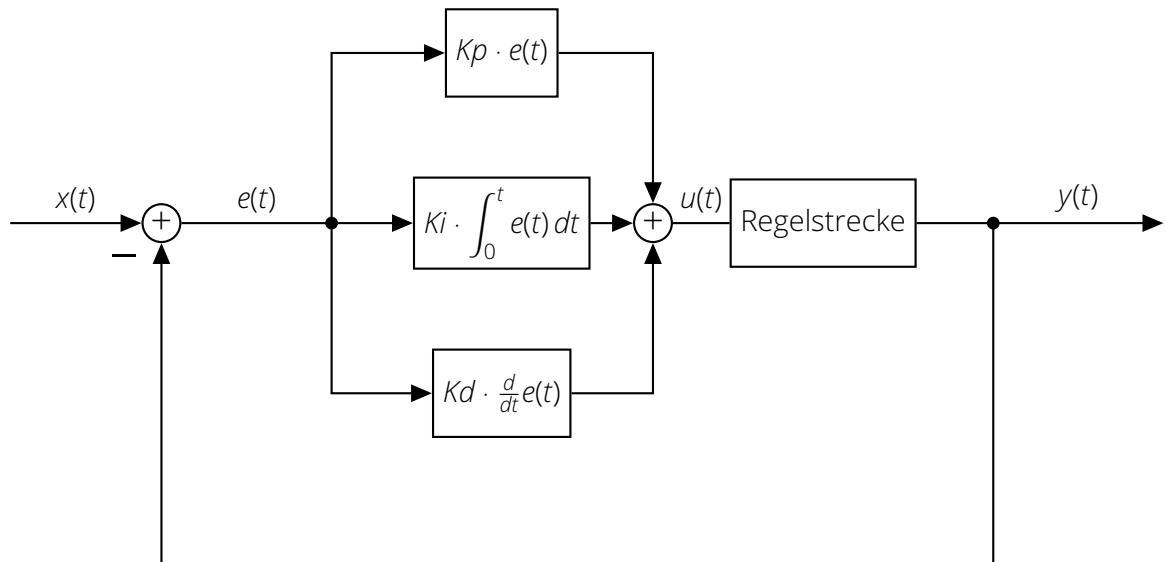 Kp · e(t)
x(t)
+
e(t)
Ki · ∫₀ᵗ e(t) dt
+
u(t)
Regelstrecke
y(t)
−
Kd · d/dt e(t)